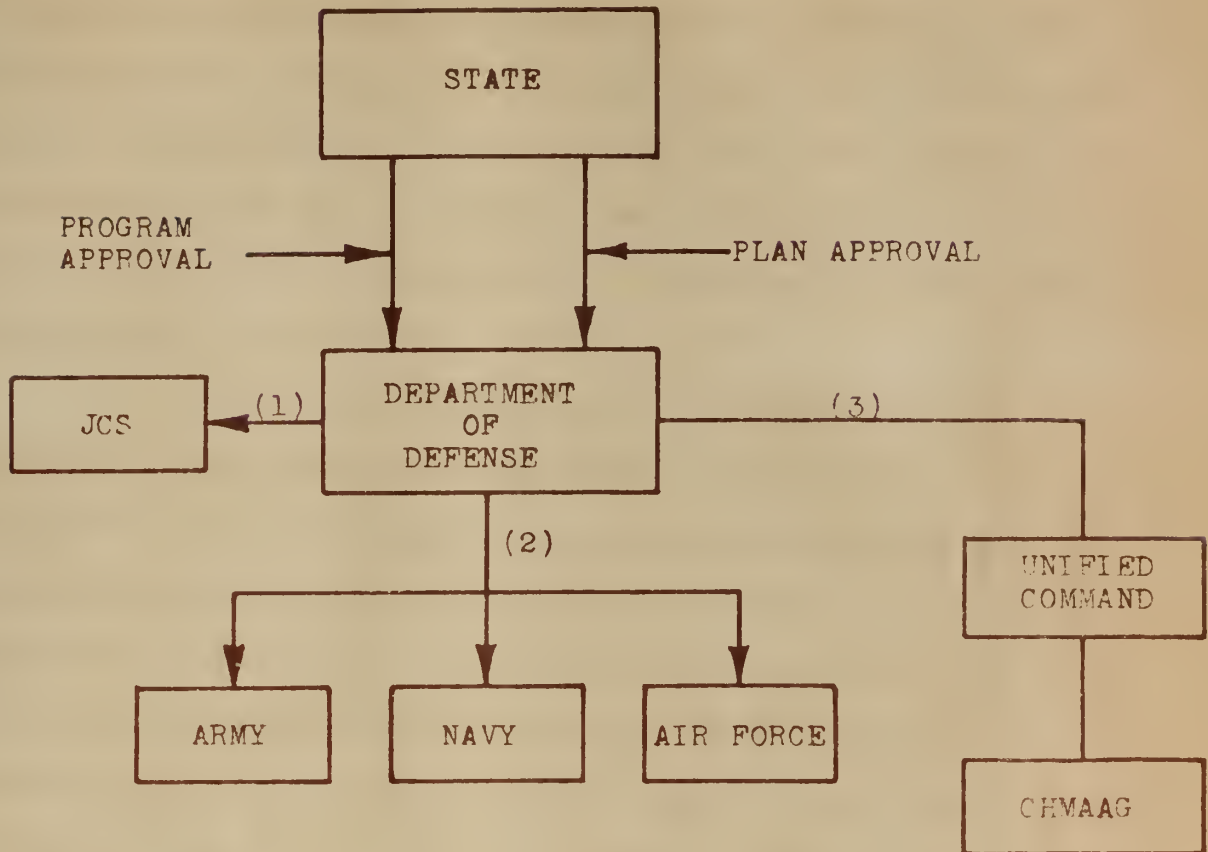 STATE
PROGRAM
APPROVAL
PLAN APPROVAL
JCS
(1)
DEPARTMENT
OF
DEFENSE
(3)
(2)
UNIFIED
COMMAND
ARMY
NAVY
AIR FORCE
CHMAAG